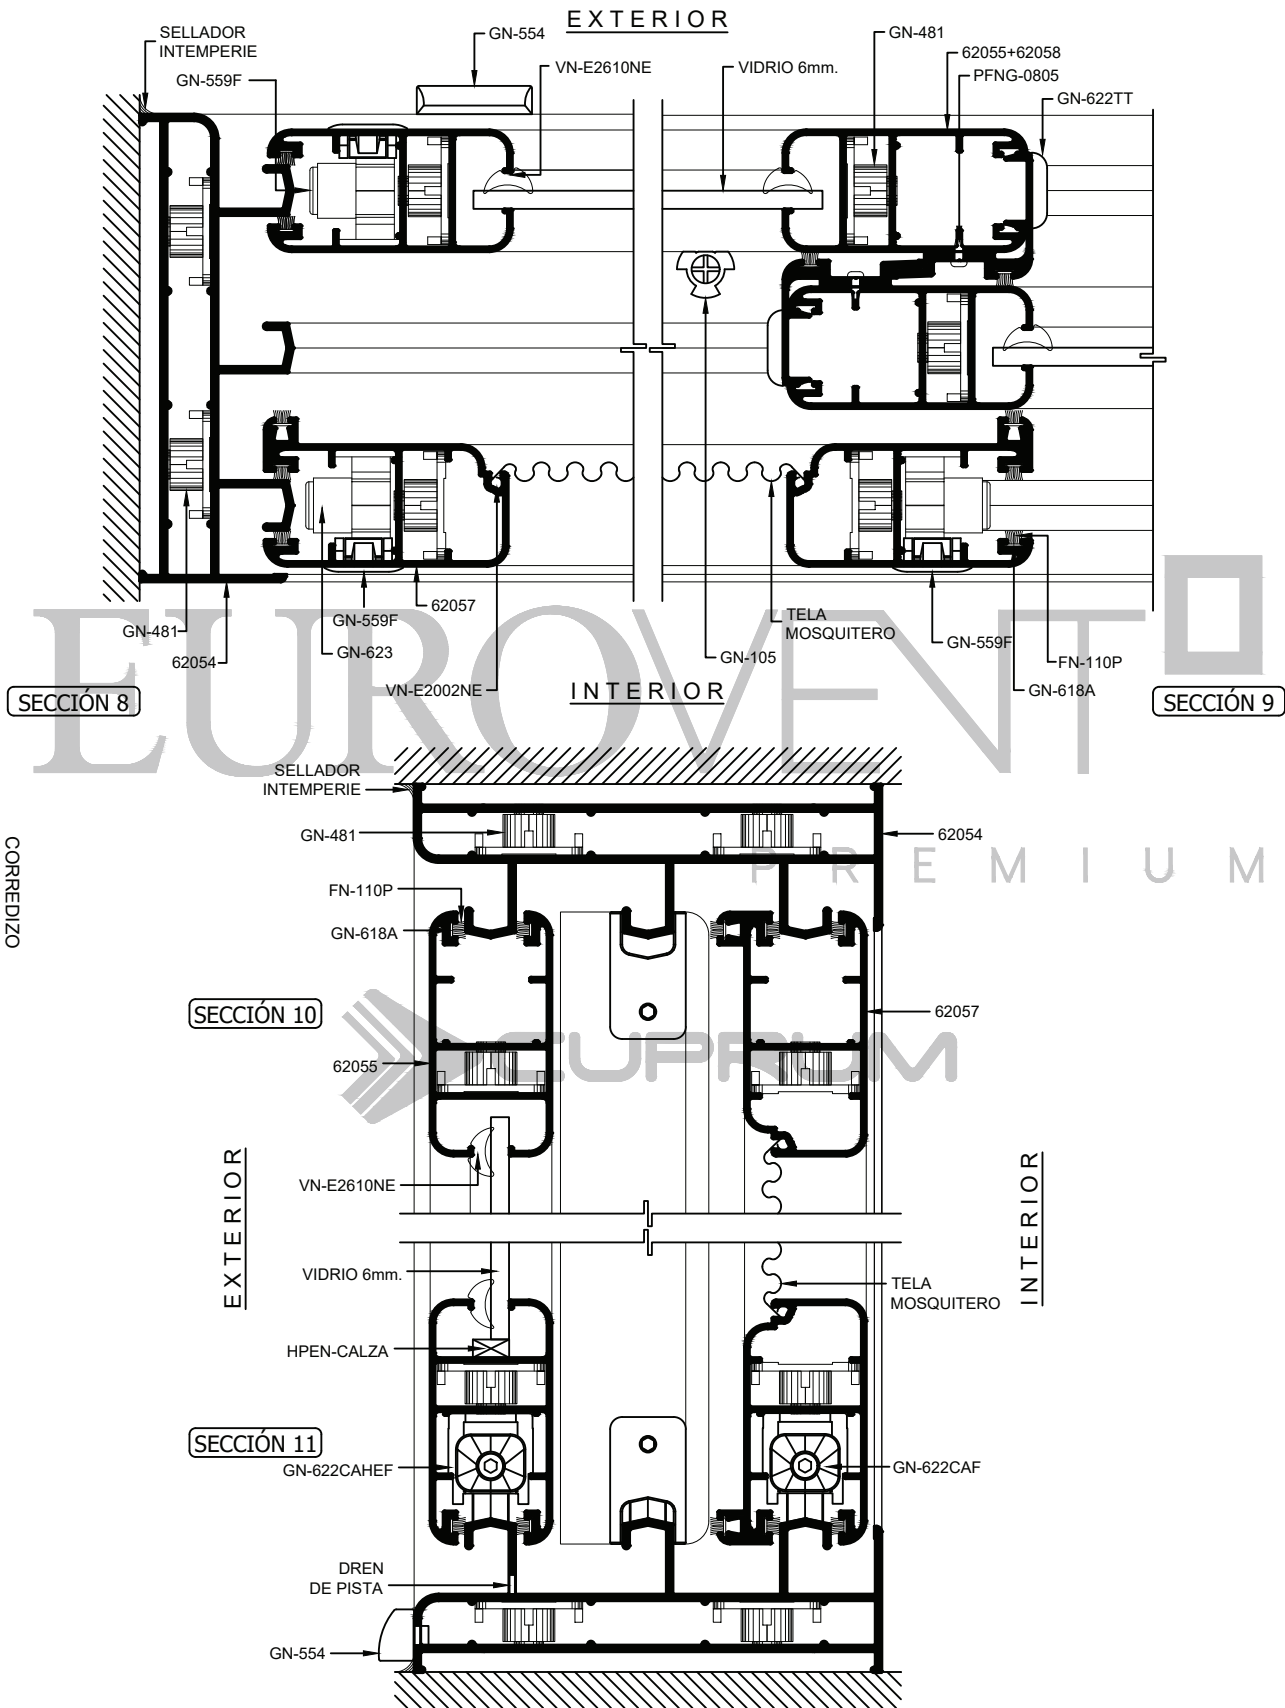 EXTERIOR
SELLADOR
INTEMPERIE
GN-554
GN-481
VN-E2610NE
VIDRIO 6mm.
62055+62058
GN-559F
PFNG-0805
GN-622TT
GN-481
62054
GN-559F
62057
GN-623
VN-E2002NE
TELA
MOSQUITERO
GN-105
GN-559F
FN-110P
GN-618A
INTERIOR
SECCIÓN 8
SECCIÓN 9
EUROVENT
PREMIUM
SELLADOR
INTEMPERIE
GN-481
62054
FN-110P
GN-618A
CORREDIZO
SECCIÓN 10
62057
CUPRUM
62055
VN-E2610NE
EXTERIOR
INTERIOR
VIDRIO 6mm.
TELA
MOSQUITERO
HPEN-CALZA
SECCIÓN 11
GN-622CAHEF
GN-622CAF
DREN
DE PISTA
GN-554